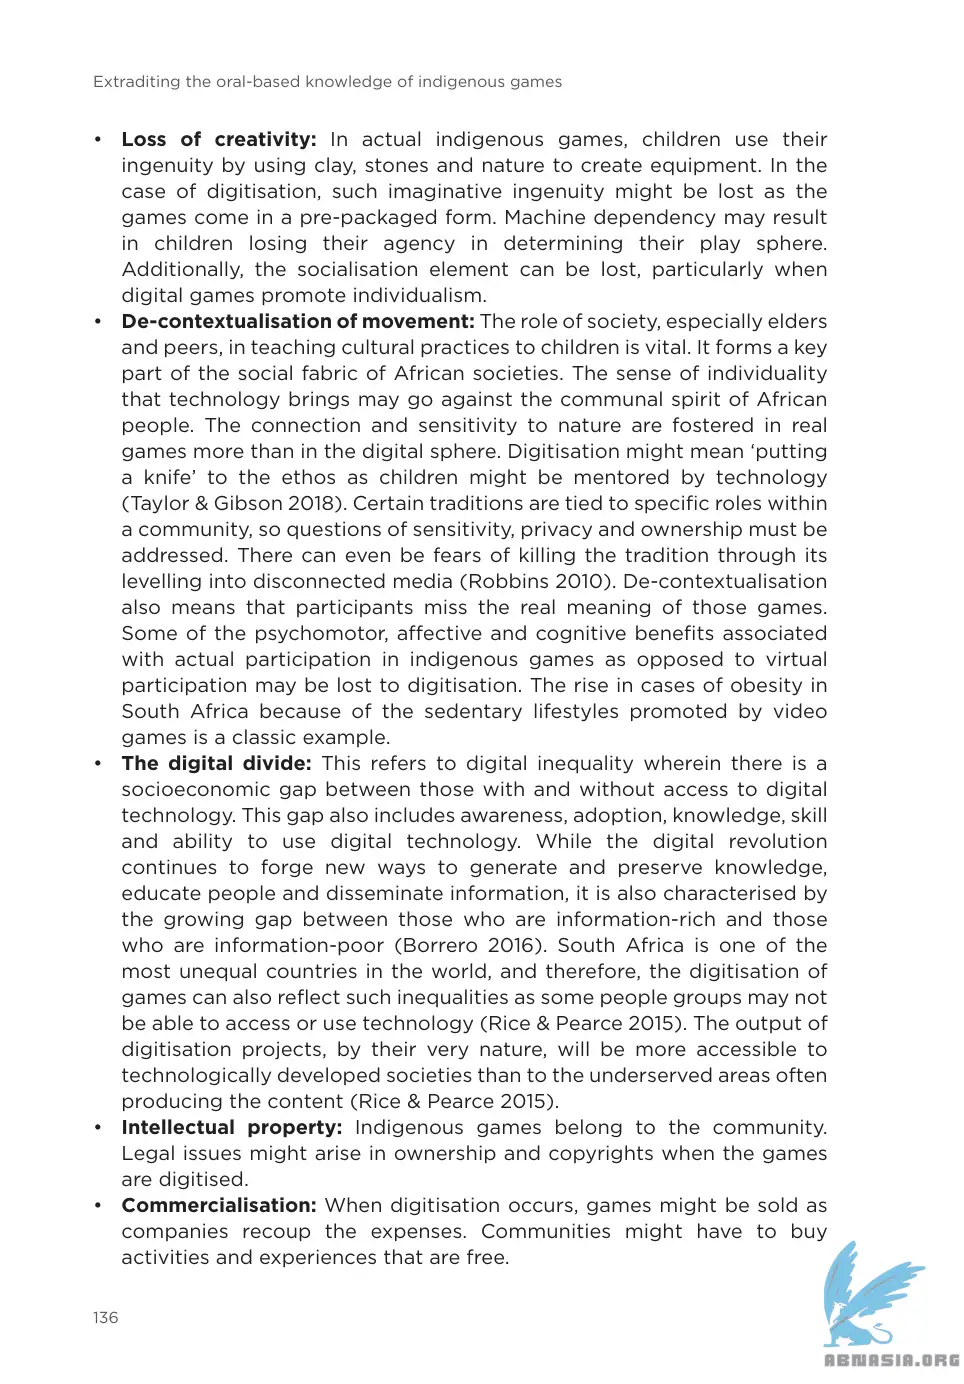 Extraditing the oral-based knowledge of indigenous games
• Loss of creativity: In actual indigenous games, children use their
ingenuity by using clay, stones and nature to create equipment. In the
case of digitisation, such imaginative ingenuity might be lost as the
games come in a pre-packaged form. Machine dependency may result
in children losing their agency in determining their play sphere.
Additionally, the socialisation element can be lost, particularly when
digital games promote individualism.
• De-contextualisation of movement: The role of society, especially elders
and peers, in teaching cultural practices to children is vital. It forms a key
part of the social fabric of African societies. The sense of individuality
that technology brings may go against the communal spirit of African
people. The connection and sensitivity to nature are fostered in real
games more than in the digital sphere. Digitisation might mean ‘putting
a knife’ to the ethos as children might be mentored by technology
(Taylor & Gibson 2018). Certain traditions are tied to specific roles within
a community, so questions of sensitivity, privacy and ownership must be
addressed. There can even be fears of killing the tradition through its
levelling into disconnected media (Robbins 2010). De-contextualisation
also means that participants miss the real meaning of those games.
Some of the psychomotor, affective and cognitive benefits associated
with actual participation in indigenous games as opposed to virtual
participation may be lost to digitisation. The rise in cases of obesity in
South Africa because of the sedentary lifestyles promoted by video
games is a classic example.
• The digital divide: This refers to digital inequality wherein there is a
socioeconomic gap between those with and without access to digital
technology. This gap also includes awareness, adoption, knowledge, skill
and ability to use digital technology. While the digital revolution
continues to forge new ways to generate and preserve knowledge,
educate people and disseminate information, it is also characterised by
the growing gap between those who are information-rich and those
who are information-poor (Borrero 2016). South Africa is one of the
most unequal countries in the world, and therefore, the digitisation of
games can also reflect such inequalities as some people groups may not
be able to access or use technology (Rice & Pearce 2015). The output of
digitisation projects, by their very nature, will be more accessible to
technologically developed societies than to the underserved areas often
producing the content (Rice & Pearce 2015).
• Intellectual property: Indigenous games belong to the community.
Legal issues might arise in ownership and copyrights when the games
are digitised.
• Commercialisation: When digitisation occurs, games might be sold as
companies recoup the expenses. Communities might have to buy
activities and experiences that are free.
136
ABNASIA.ORG